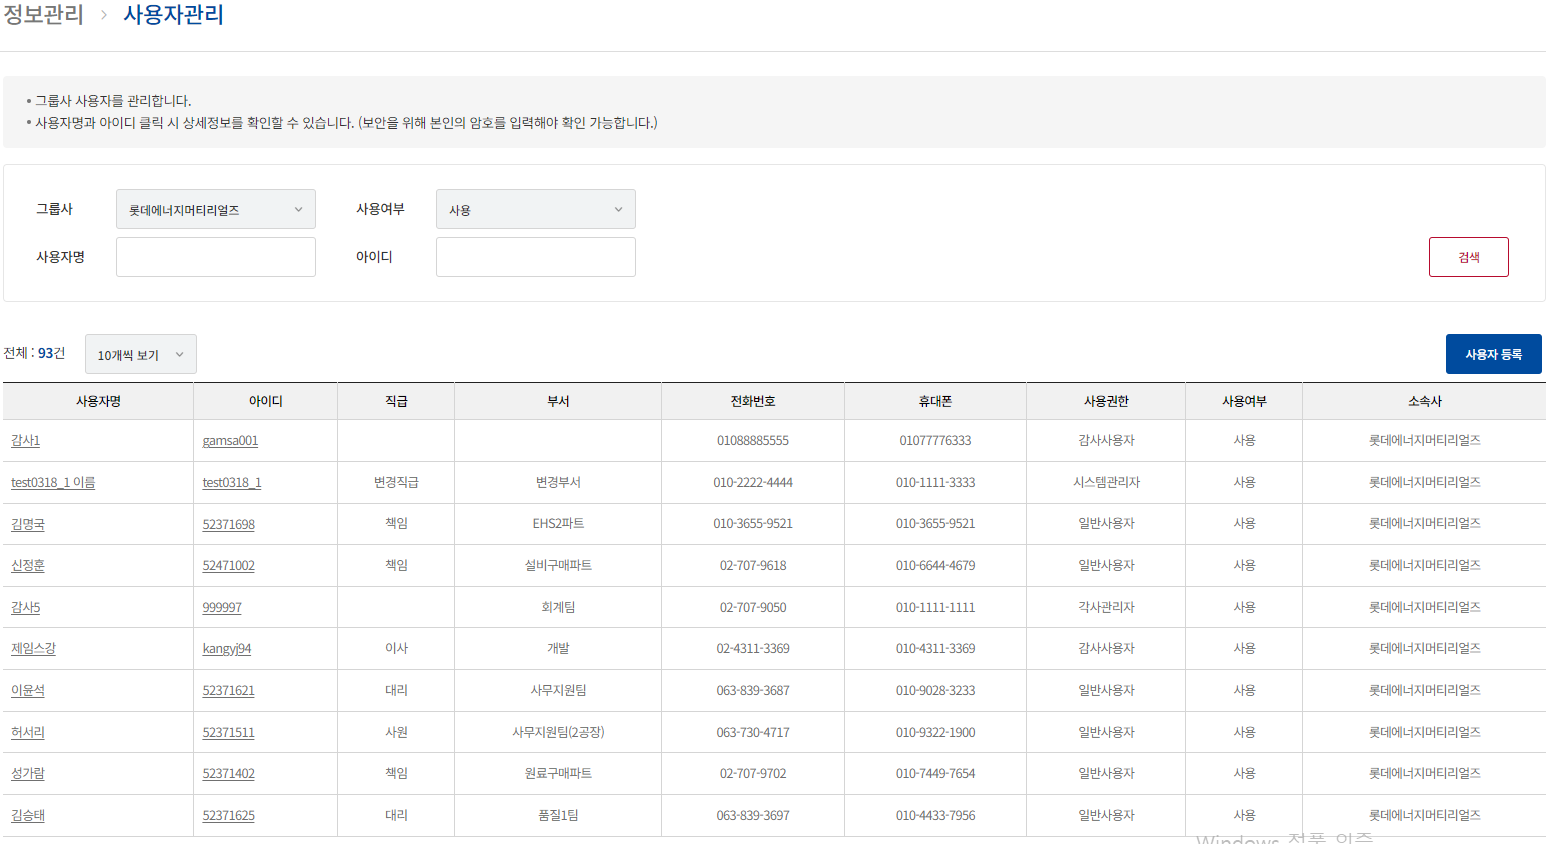 정보관리 > 사용자관리
• 그룹사 사용자를 관리합니다.
• 사용자명과 아이디 클릭 시 상세정보를 확인할 수 있습니다. (보안을 위해 본인의 암호를 입력해야 확인 가능합니다.)
그룹사 롯데에너지머티리얼즈 사용여부 사용
사용자명 아이디 검색
전체 : 93건 10개씩 보기 사용자 등록
사용자명 아이디 직급 부서 전화번호 휴대폰 사용권한 사용여부 소속사
감사1 gamsa001 01088885555 01077776333 감사사용자 사용 롯데에너지머티리얼즈
test0318_1 이름 test0318_1 변경직급 변경부서 010-2222-4444 010-1111-3333 시스템관리자 사용 롯데에너지머티리얼즈
김명국 52371698 책임 EHS2파트 010-3655-9521 010-3655-9521 일반사용자 사용 롯데에너지머티리얼즈
신정훈 52471002 책임 설비구매파트 02-707-9618 010-6644-4679 일반사용자 사용 롯데에너지머티리얼즈
감사5 999997 회계팀 02-707-9050 010-1111-1111 각사관리자 사용 롯데에너지머티리얼즈
제임스강 kangyj94 이사 개발 02-4311-3369 010-4311-3369 감사사용자 사용 롯데에너지머티리얼즈
이윤석 52371621 대리 사무지원팀 063-839-3687 010-9028-3233 일반사용자 사용 롯데에너지머티리얼즈
허서리 52371511 사원 사무지원팀(2공장) 063-730-4717 010-9322-1900 일반사용자 사용 롯데에너지머티리얼즈
성가람 52371402 책임 원료구매파트 02-707-9702 010-7449-7654 일반사용자 사용 롯데에너지머티리얼즈
김승태 52371625 대리 품질1팀 063-839-3697 010-4433-7956 일반사용자 사용 롯데에너지머티리얼즈
Windows 정품 인증